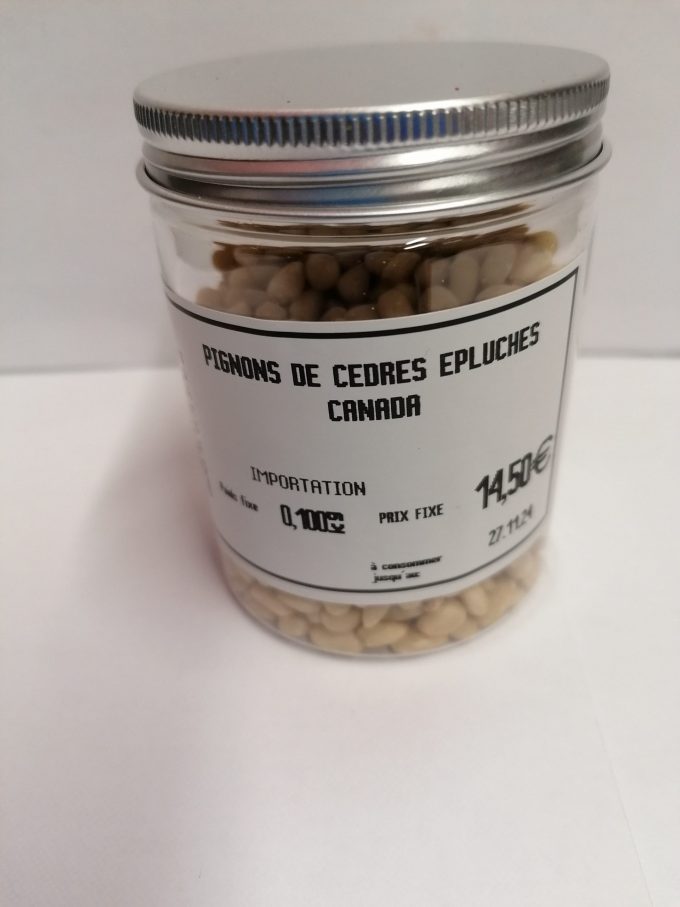 PIGNONS DE CEDRES EPLUCHES
CANADA
IMPORTATION
Poids fixe
0,100
PRIX FIXE
14,50€
27.11.24
à consommer
jusqu'au: